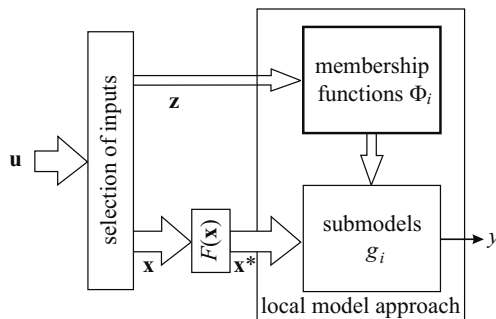 u
selection of inputs
z
x
F(x)
x*
membership
functions Φi
submodels
gi
y
local model approach